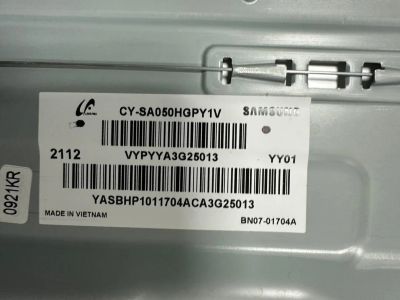 CY-SA050HGPY1V
SAMSUNG
2112
VYPYYA3G25013
YY01
YASBHP1011704ACA3G25013
MADE IN VIETNAM
BN07-01704A
0921KR